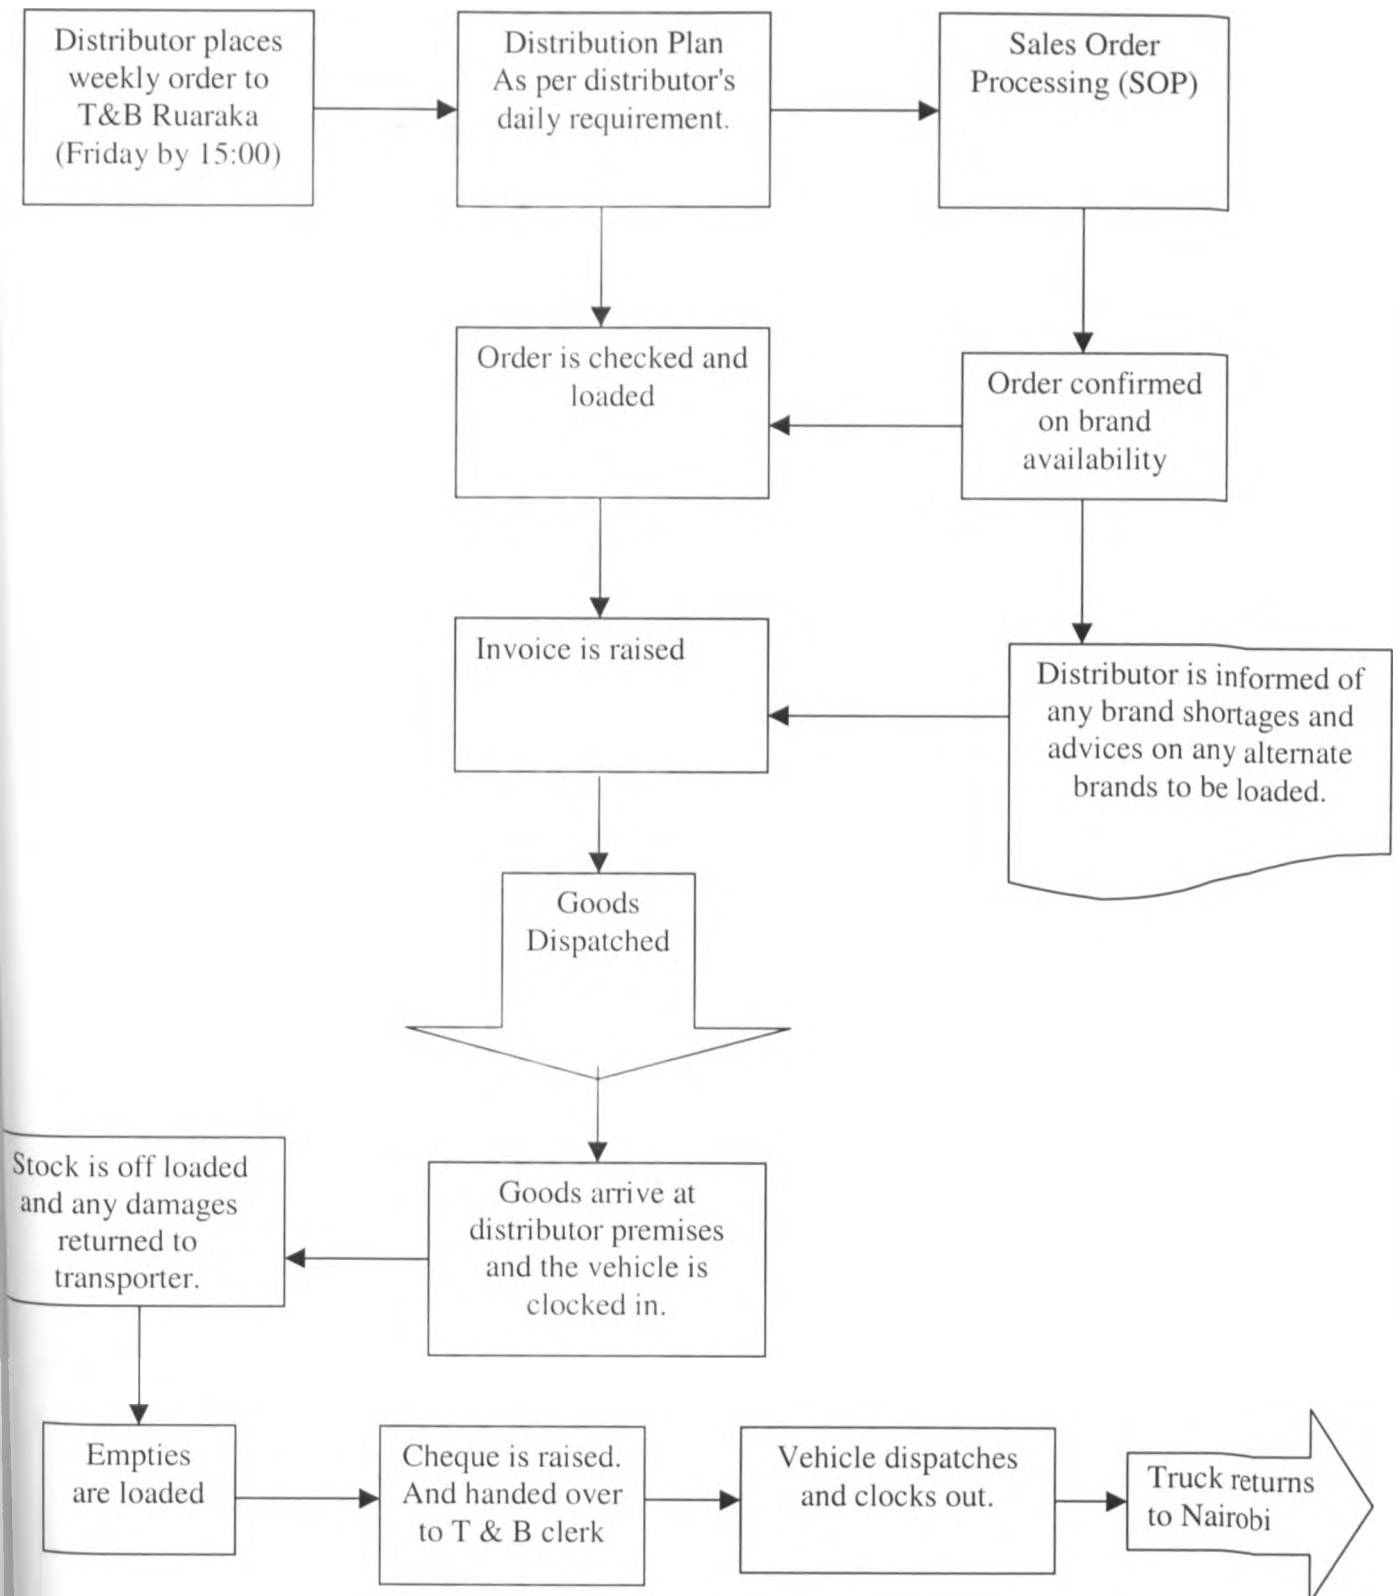 Distributor places
weekly order to
T&B Ruaraka
(Friday by 15:00)
Distribution Plan
As per distributor's
daily requirement.
Sales Order
Processing (SOP)
Order is checked and
loaded
Order confirmed
on brand
availability
Invoice is raised
Distributor is informed of
any brand shortages and
advices on any alternate
brands to be loaded.
Goods
Dispatched
Stock is off loaded
and any damages
returned to
transporter.
Goods arrive at
distributor premises
and the vehicle is
clocked in.
Empties
are loaded
Cheque is raised.
And handed over
to T & B clerk
Vehicle dispatches
and clocks out.
Truck returns
to Nairobi